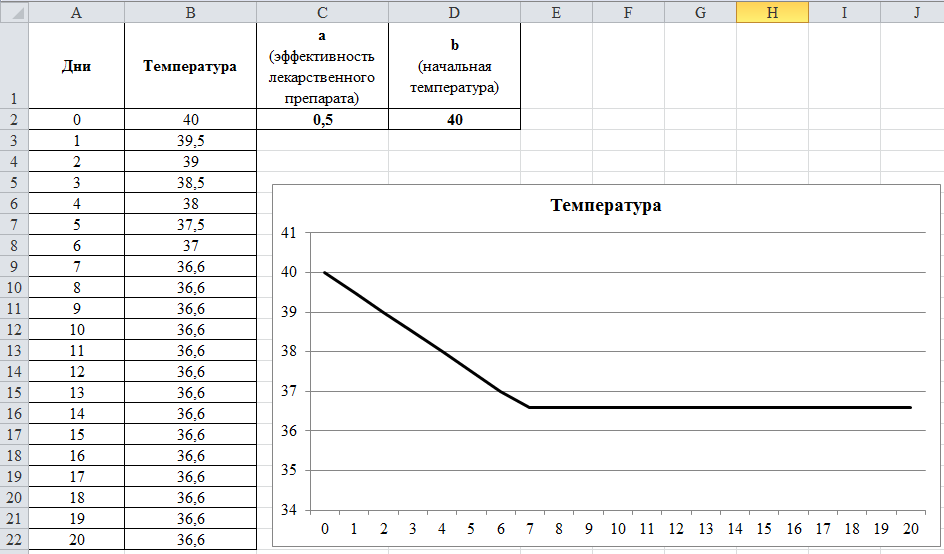 A B C D E F G H I J
1 Дни Температура a (эффективность лекарственного препарата) b (начальная температура)
2 0 40 0,5 40
3 1 39,5
4 2 39
5 3 38,5
6 4 38
7 5 37,5
8 6 37
9 7 36,6
10 8 36,6
11 9 36,6
12 10 36,6
13 11 36,6
14 12 36,6
15 13 36,6
16 14 36,6
17 15 36,6
18 16 36,6
19 17 36,6
20 18 36,6
21 19 36,6
22 20 36,6
Температура
41
40
39
38
37
36
35
34
0 1 2 3 4 5 6 7 8 9 10 11 12 13 14 15 16 17 18 19 20